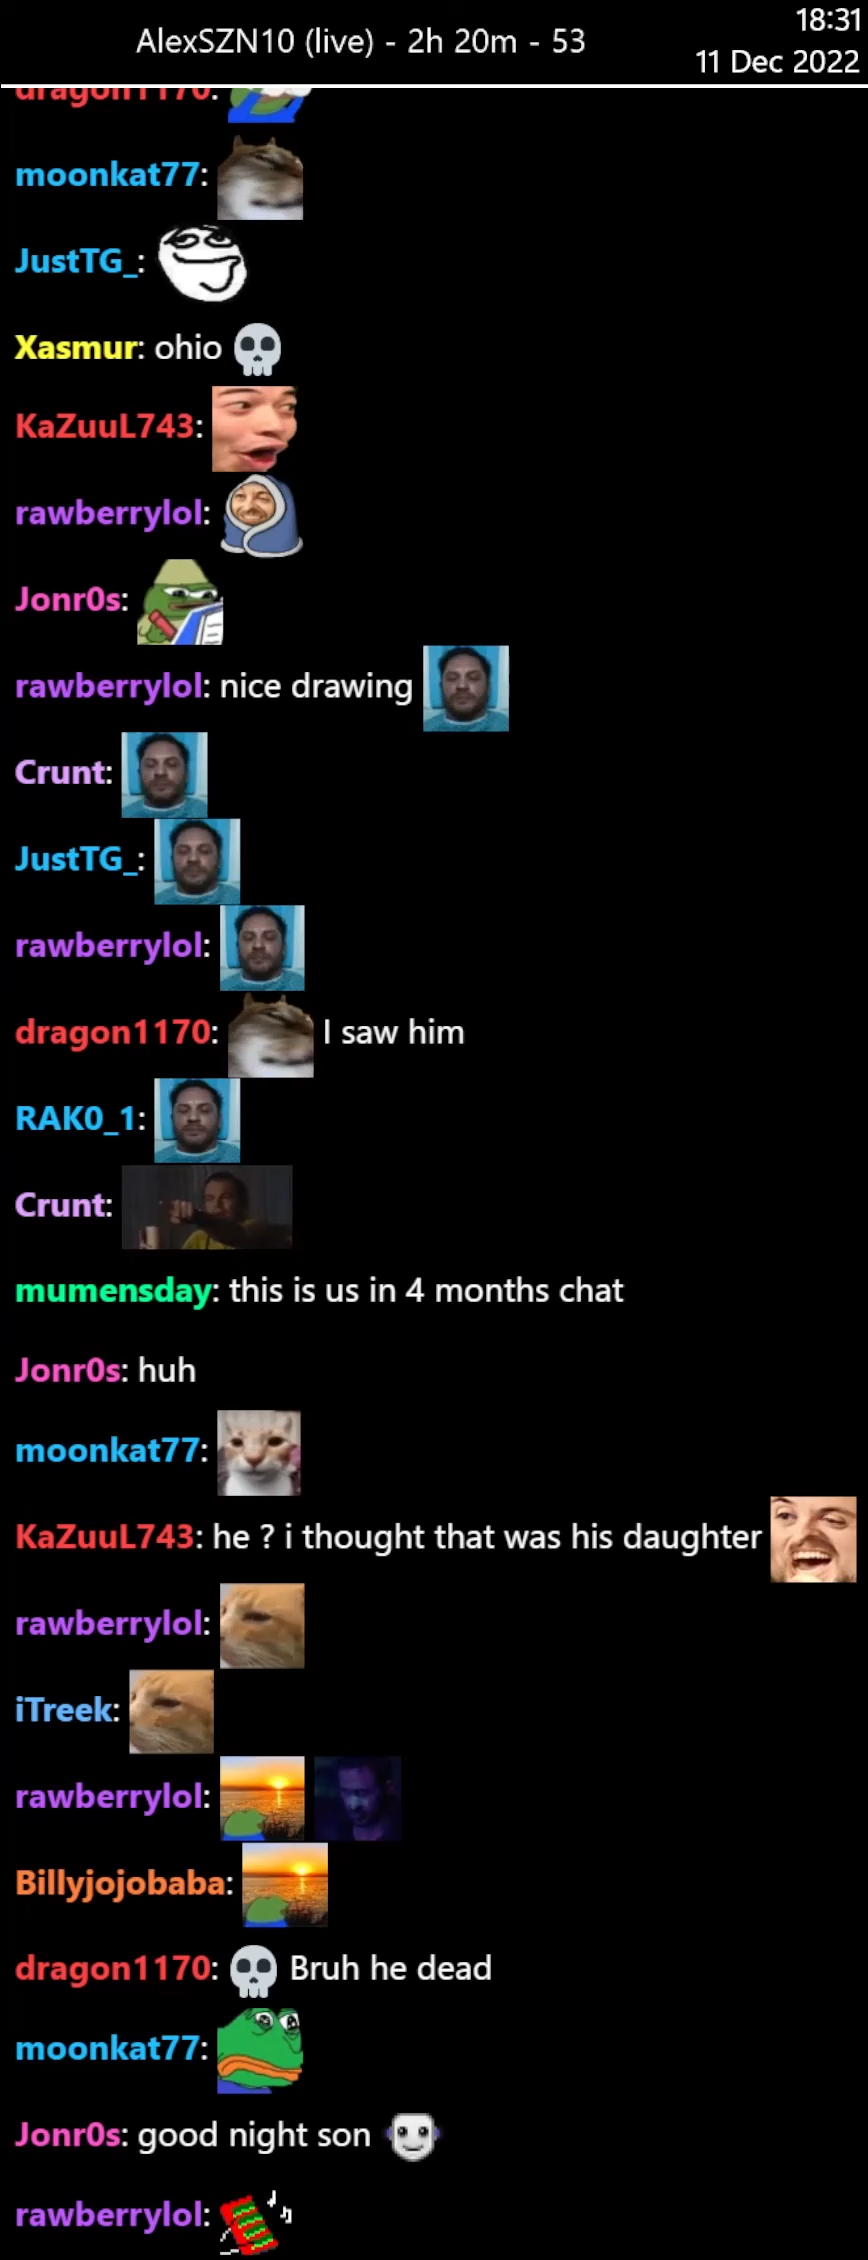 18:31
AlexSZN10 (live) - 2h 20m - 53
11 Dec 2022
dragon1170:
moonkat77:
JustTG_:
Xasmur: ohio 💀
KaZuuL743:
rawberrylol:
Jonr0s:
rawberrylol: nice drawing
Crunt:
JustTG_:
rawberrylol:
dragon1170: I saw him
RAK0_1:
Crunt:
mumensday: this is us in 4 months chat
Jonr0s: huh
moonkat77:
KaZuuL743: he ? i thought that was his daughter
rawberrylol:
iTreek:
rawberrylol:
Billyjojobaba:
dragon1170: 💀 Bruh he dead
moonkat77:
Jonr0s: good night son
rawberrylol: